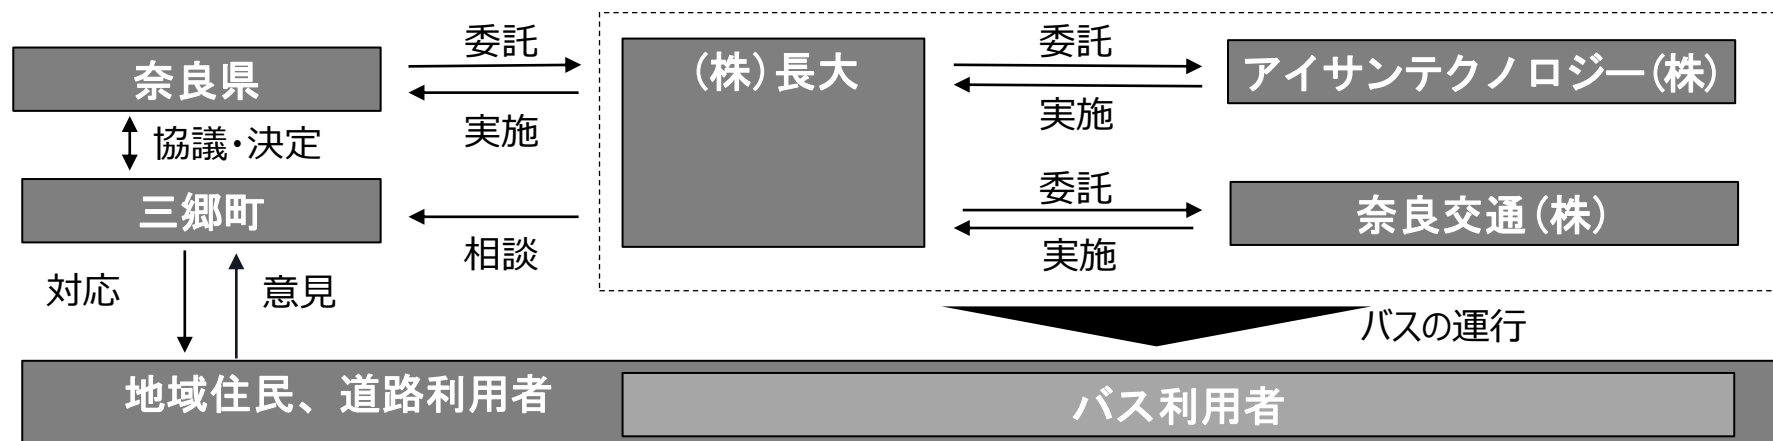 委託
委託
奈良県
(株)長大
アイサンテクノロジー(株)
実施
実施
協議・決定
委託
三郷町
奈良交通(株)
相談
実施
対応
意見
バスの運行
地域住民、道路利用者
バス利用者